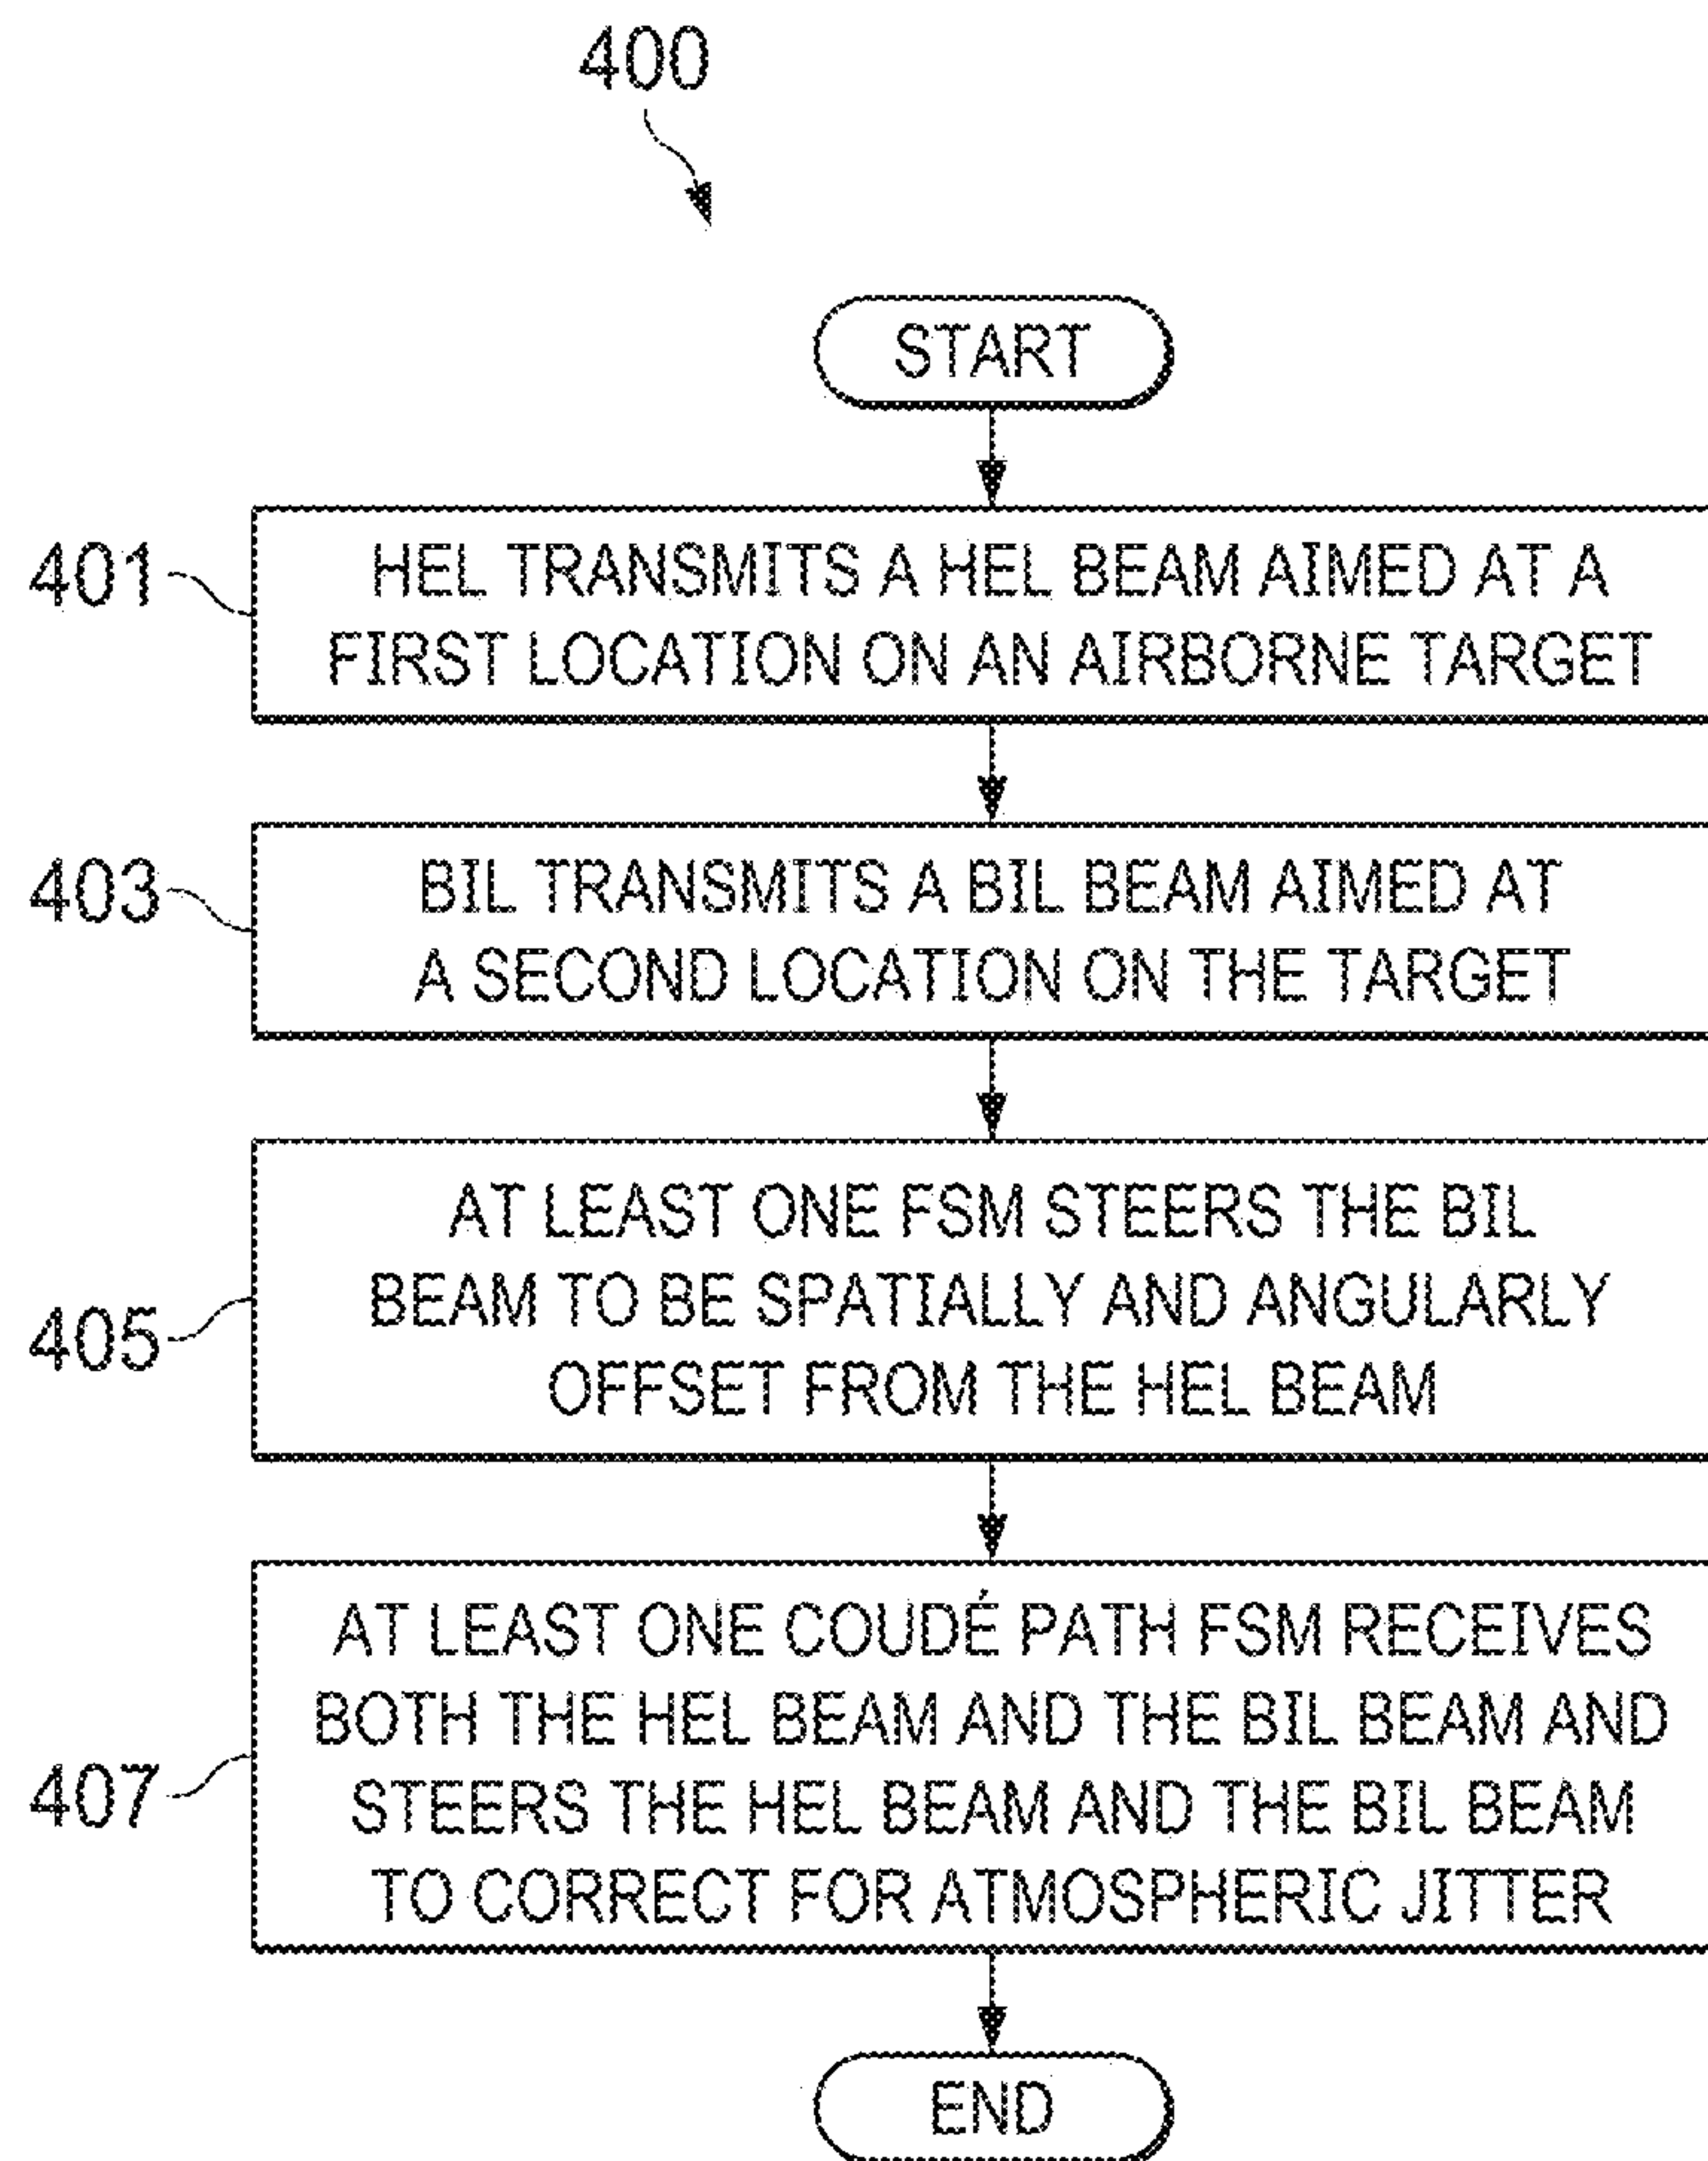 400
START
401
HEL TRANSMITS A HEL BEAM AIMED AT A
FIRST LOCATION ON AN AIRBORNE TARGET
403
BIL TRANSMITS A BIL BEAM AIMED AT
A SECOND LOCATION ON THE TARGET
405
AT LEAST ONE FSM STEERS THE BIL
BEAM TO BE SPATIALLY AND ANGULARLY
OFFSET FROM THE HEL BEAM
407
AT LEAST ONE COUDÉ PATH FSM RECEIVES
BOTH THE HEL BEAM AND THE BIL BEAM AND
STEERS THE HEL BEAM AND THE BIL BEAM
TO CORRECT FOR ATMOSPHERIC JITTER
END